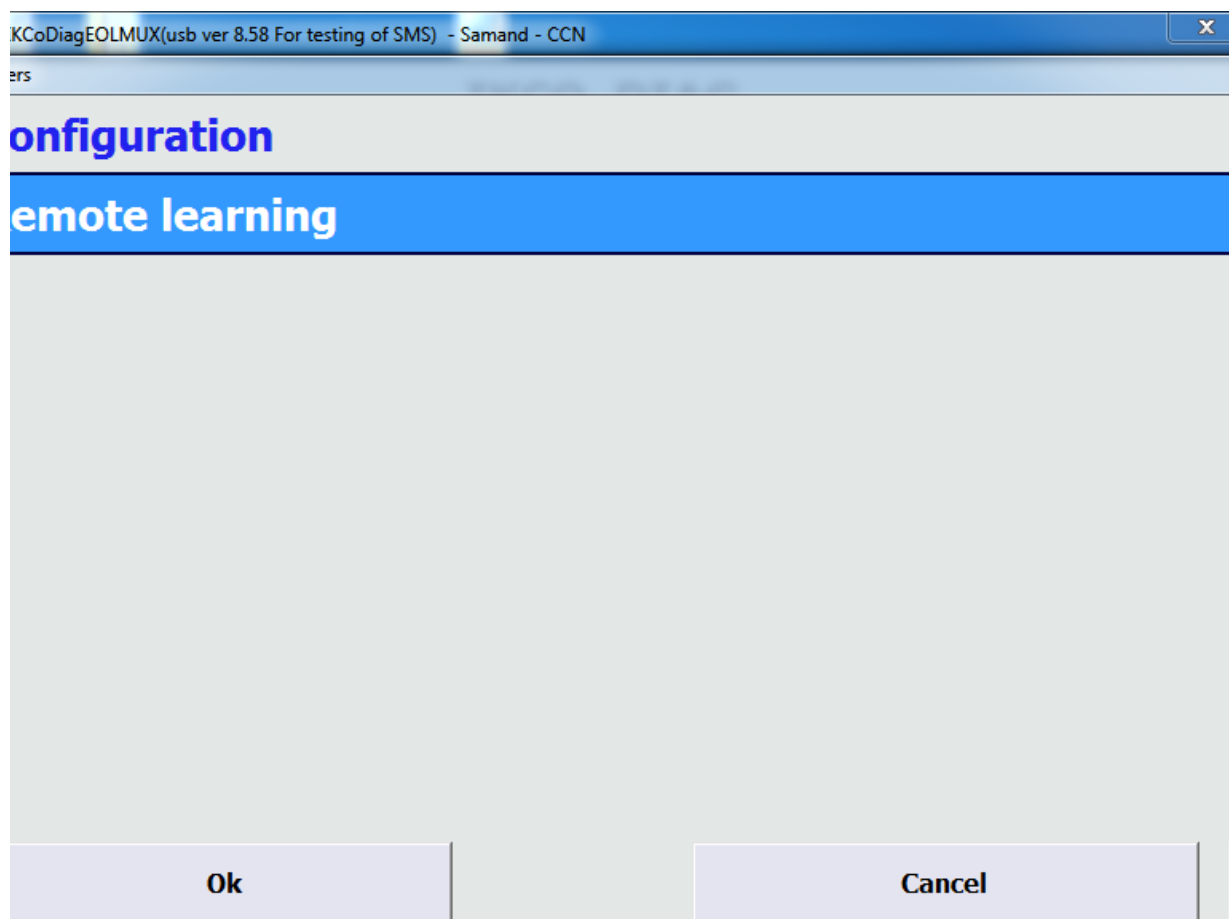 KCoDiagEOLMUX(usb ver 8.58 For testing of SMS) - Samand - CCN
x
ers
onfiguration
emote learning
Ok
Cancel